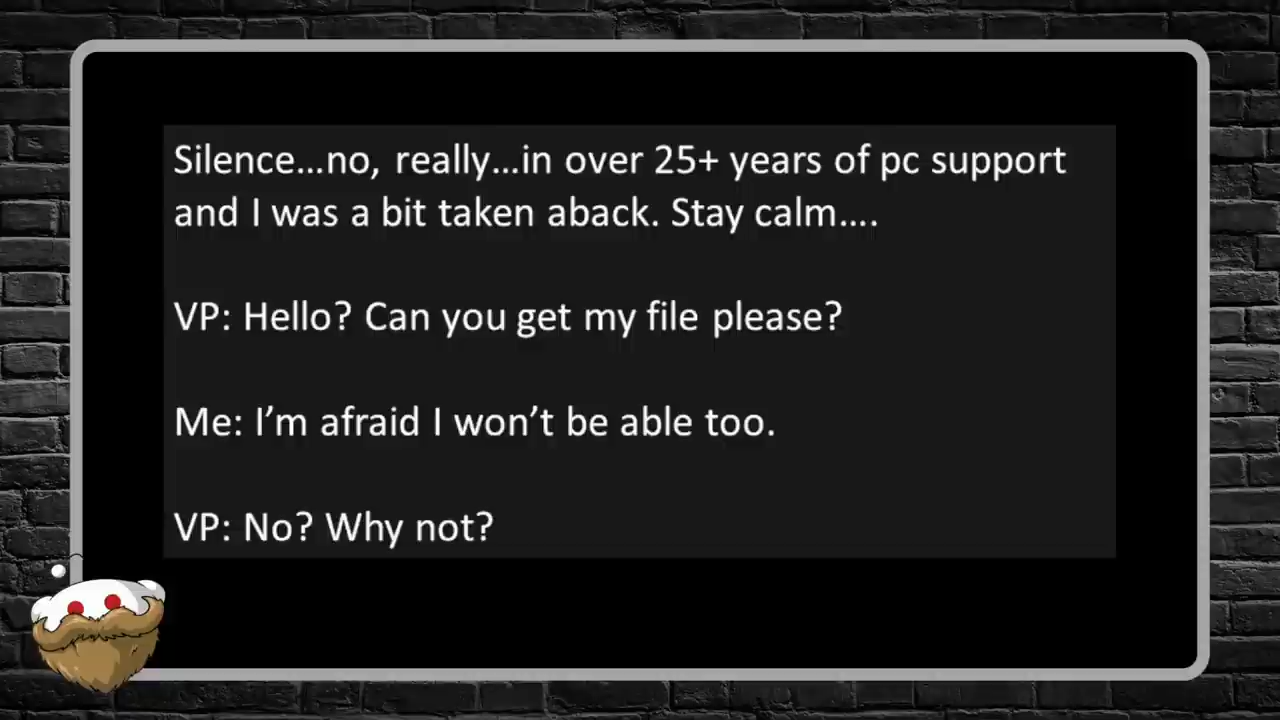 Silence...no, really...in over 25+ years of pc support
and I was a bit taken aback. Stay calm....
VP: Hello? Can you get my file please?
Me: I'm afraid I won't be able too.
VP: No? Why not?